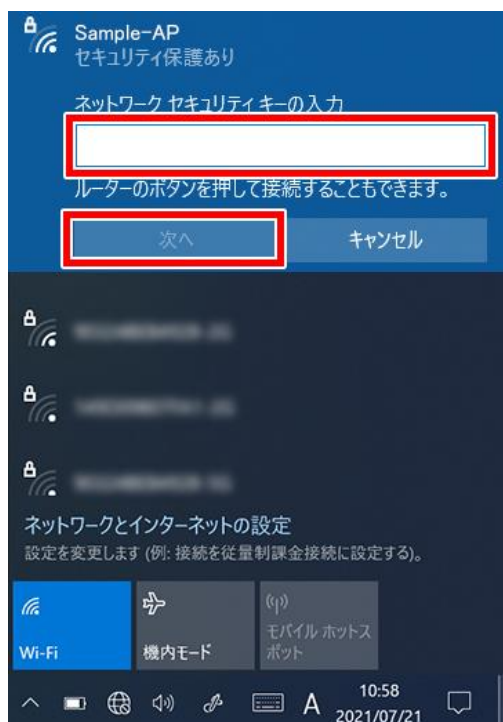 Sample-AP
セキュリティ保護あり
ネットワーク セキュリティ キーの入力
ルーターのボタンを押して接続することもできます。
次へ
キャンセル
ネットワークとインターネットの設定
設定を変更します (例: 接続を従量制課金接続に設定する)。
Wi-Fi
機内モード
モバイル ホットス
ポット
A
10:58
2021/07/21